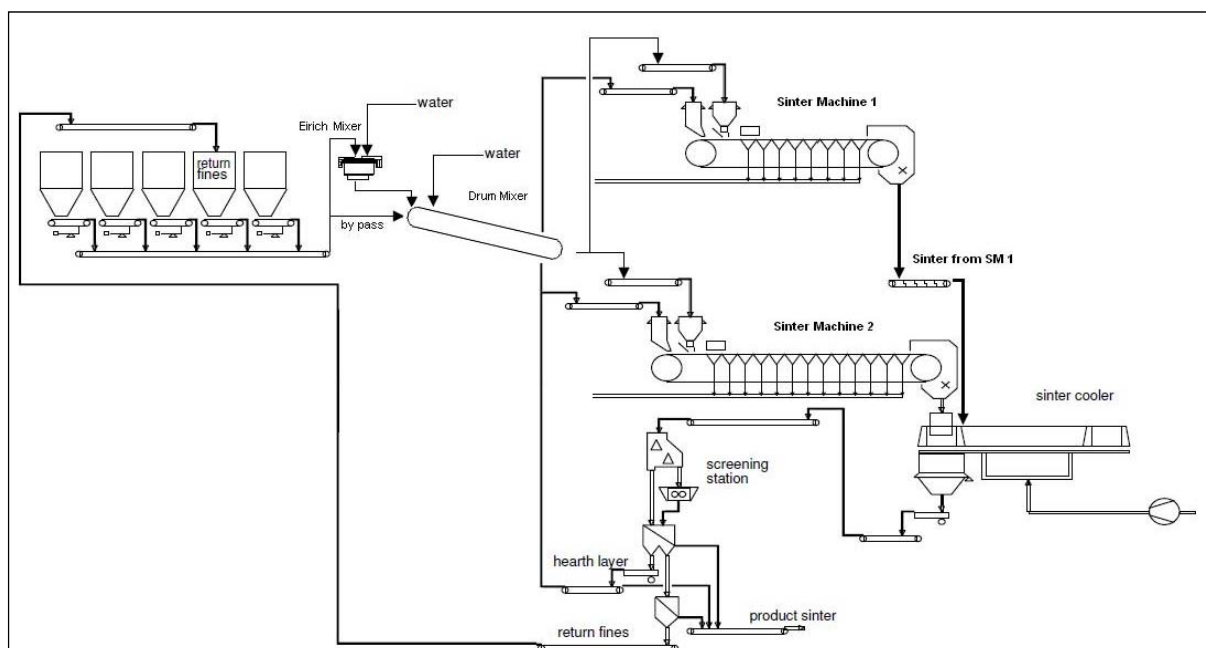 water
Eirich Mixer
Sinter Machine 1
return
fines
water
Drum Mixer
by pass
Sinter from SM 1
Sinter Machine 2
sinter cooler
screening
station
hearth layer
product sinter
return fines